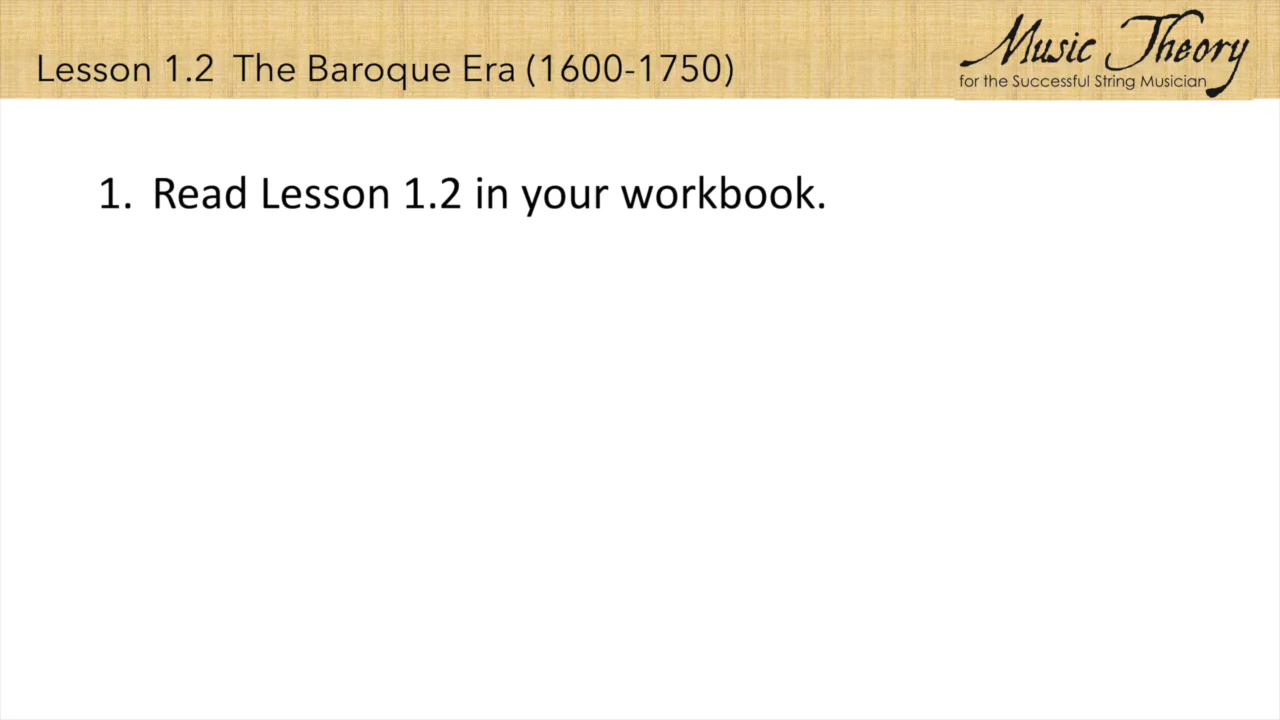 Lesson 1.2 The Baroque Era (1600-1750)
Music Theory
for the Successful String Musician
1. Read Lesson 1.2 in your workbook.